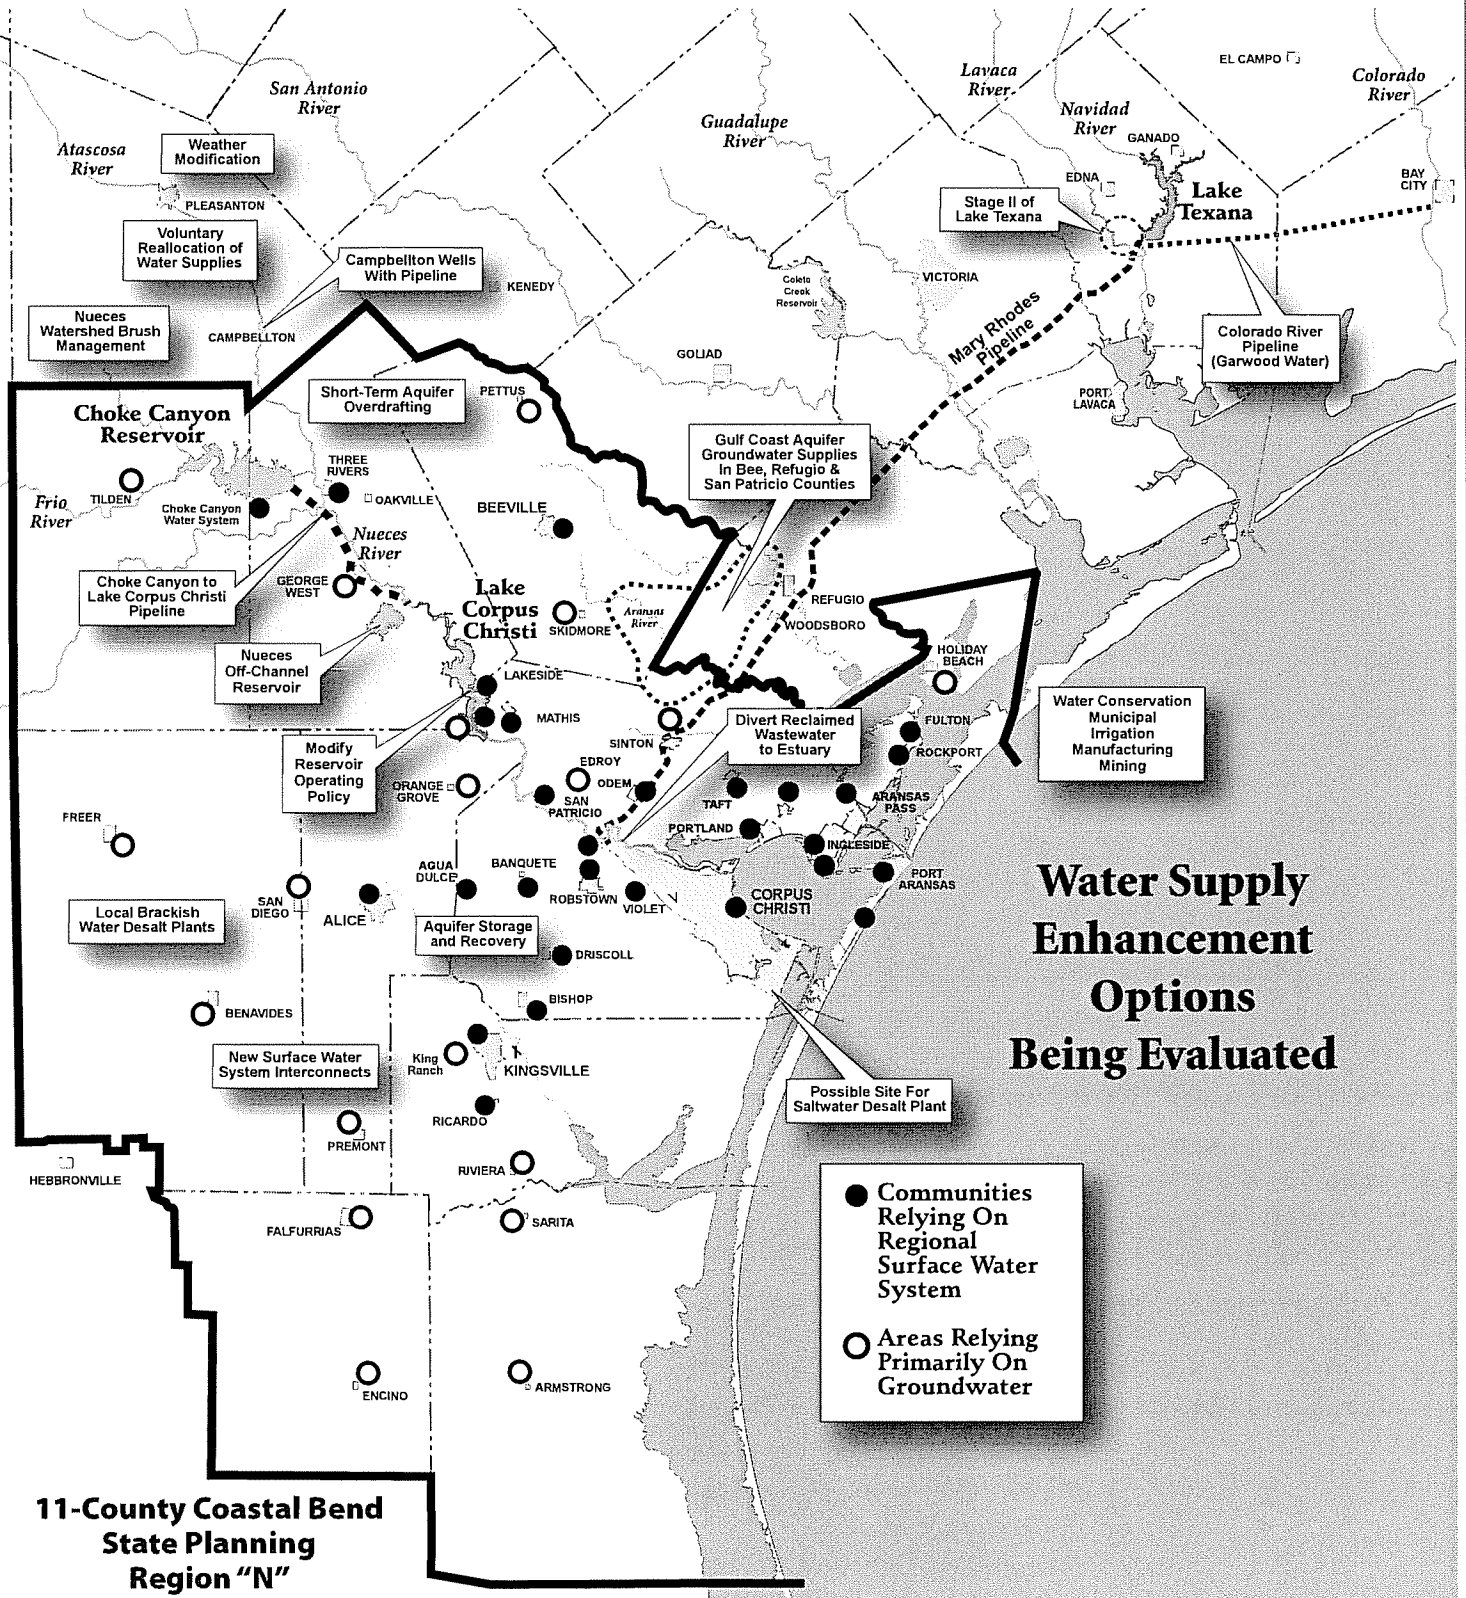 San Antonio
River
Lavaca
River
EL CAMPO
Colorado
River
Navidad
River
Guadalupe
River
GANADO
Atascosa
River
Weather
Modification
EDNA
BAY
CITY
Lake
Texana
Stage II of
Lake Texana
PLEASANTON
Voluntary
Reallocation of
Water Supplies
Campbellton Wells
With Pipeline
KENEDY
Coleto
Creek
Reservoir
VICTORIA
Nueces
Watershed Brush
Management
CAMPBELLTON
Mary Rhodes
Pipeline
Colorado River
Pipeline
(Garwood Water)
GOLIAD
PORT
LAVACA
Short-Term Aquifer
Overdrafting
PETTUS
Choke Canyon
Reservoir
Gulf Coast Aquifer
Groundwater Supplies
In Bee, Refugio &
San Patricio Counties
THREE
RIVERS
OAKVILLE
TILDEN
Frio
River
Choke Canyon
Water System
BEEVILLE
Nueces
River
Choke Canyon to
Lake Corpus Christi
Pipeline
GEORGE
WEST
Lake
Corpus
Christi
SKIDMORE
Aransas
River
REFUGIO
WOODSBORO
Nueces
Off-Channel
Reservoir
HOLIDAY
BEACH
LAKESIDE
MATHIS
Water Conservation
Municipal
Irrigation
Manufacturing
Mining
Divert Reclaimed
Wastewater
to Estuary
FULTON
ROCKPORT
SINTON
Modify
Reservoir
Operating
Policy
EDROY
ODEM
ORANGE
GROVE
SAN
PATRICIO
TAFT
ARANSAS
PASS
FREER
PORTLAND
INGLESIDE
AGUA
DULCE
BANQUETE
ROBSTOWN
VIOLET
CORPUS
CHRISTI
PORT
ARANSAS
Water Supply
Enhancement
Options
Being Evaluated
SAN
DIEGO
ALICE
Local Brackish
Water Desalt Plants
Aquifer Storage
and Recovery
DRISCOLL
BISHOP
BENAVIDES
New Surface Water
System Interconnects
King
Ranch
KINGSVILLE
Possible Site For
Saltwater Desalt Plant
RICARDO
PREMONT
HEBBRONVILLE
RIVIERA
SARITA
FALFURRIAS
Communities
Relying On
Regional
Surface Water
System
Areas Relying
Primarily On
Groundwater
ENCINO
ARMSTRONG
11-County Coastal Bend
State Planning
Region “N”